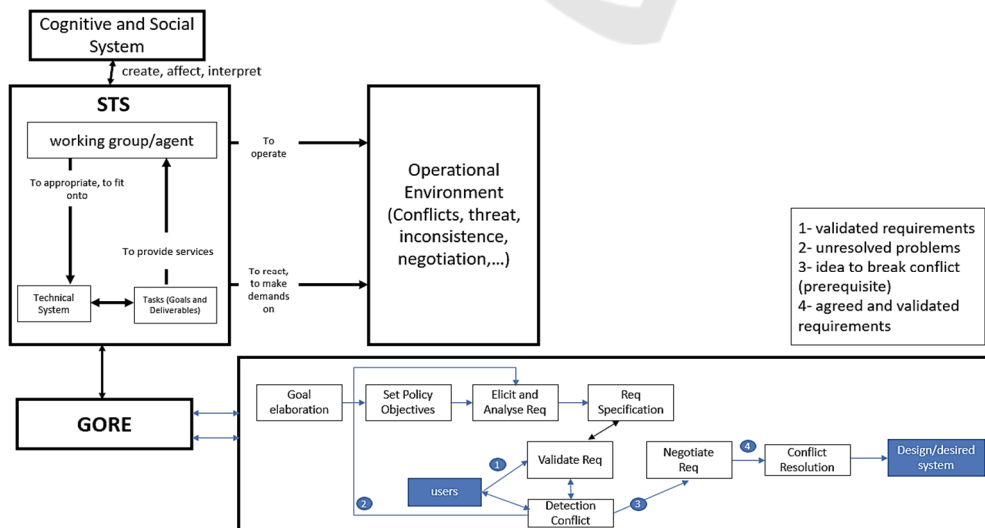 Cognitive and Social
System
create, affect, interpret
STS
working group/agent
To appropriate, to fit
onto
To provide services
Technical
System
Tasks (Goals and
Deliverables)
To
operate
To react,
to make
demands
on
Operational
Environment
(Conflicts, threat,
inconsistence,
negotiation,...)
1- validated requirements
2- unresolved problems
3- idea to break conflict
(prerequisite)
4- agreed and validated
requirements
GORE
Goal
elaboration
Set Policy
Objectives
Elicit and
Analyse Req
Req
Specification
Validate Req
Negotiate
Req
Conflict
Resolution
Design/desired
system
users
Detection
Conflict
1
2
3
4